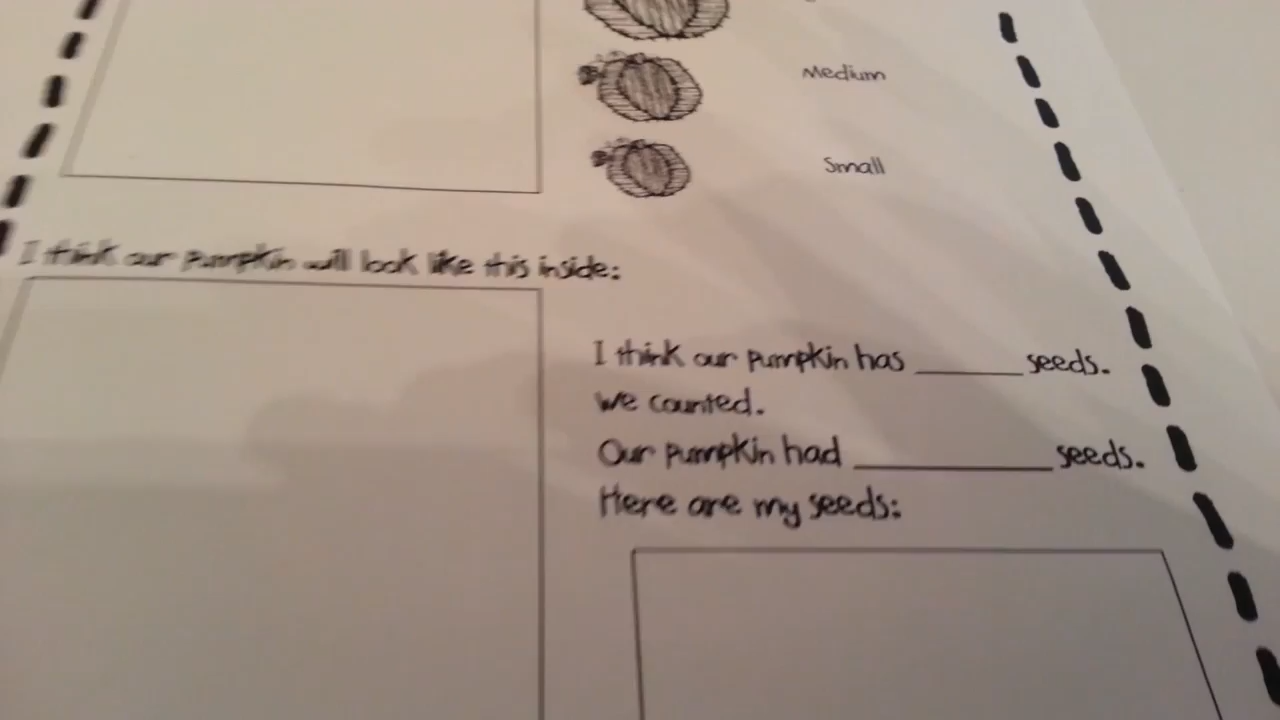 Medium
Small
I think our pumpkin will look like this inside:
I think our pumpkin has ______ seeds.
We counted.
Our pumpkin had ___________ seeds.
Here are my seeds: